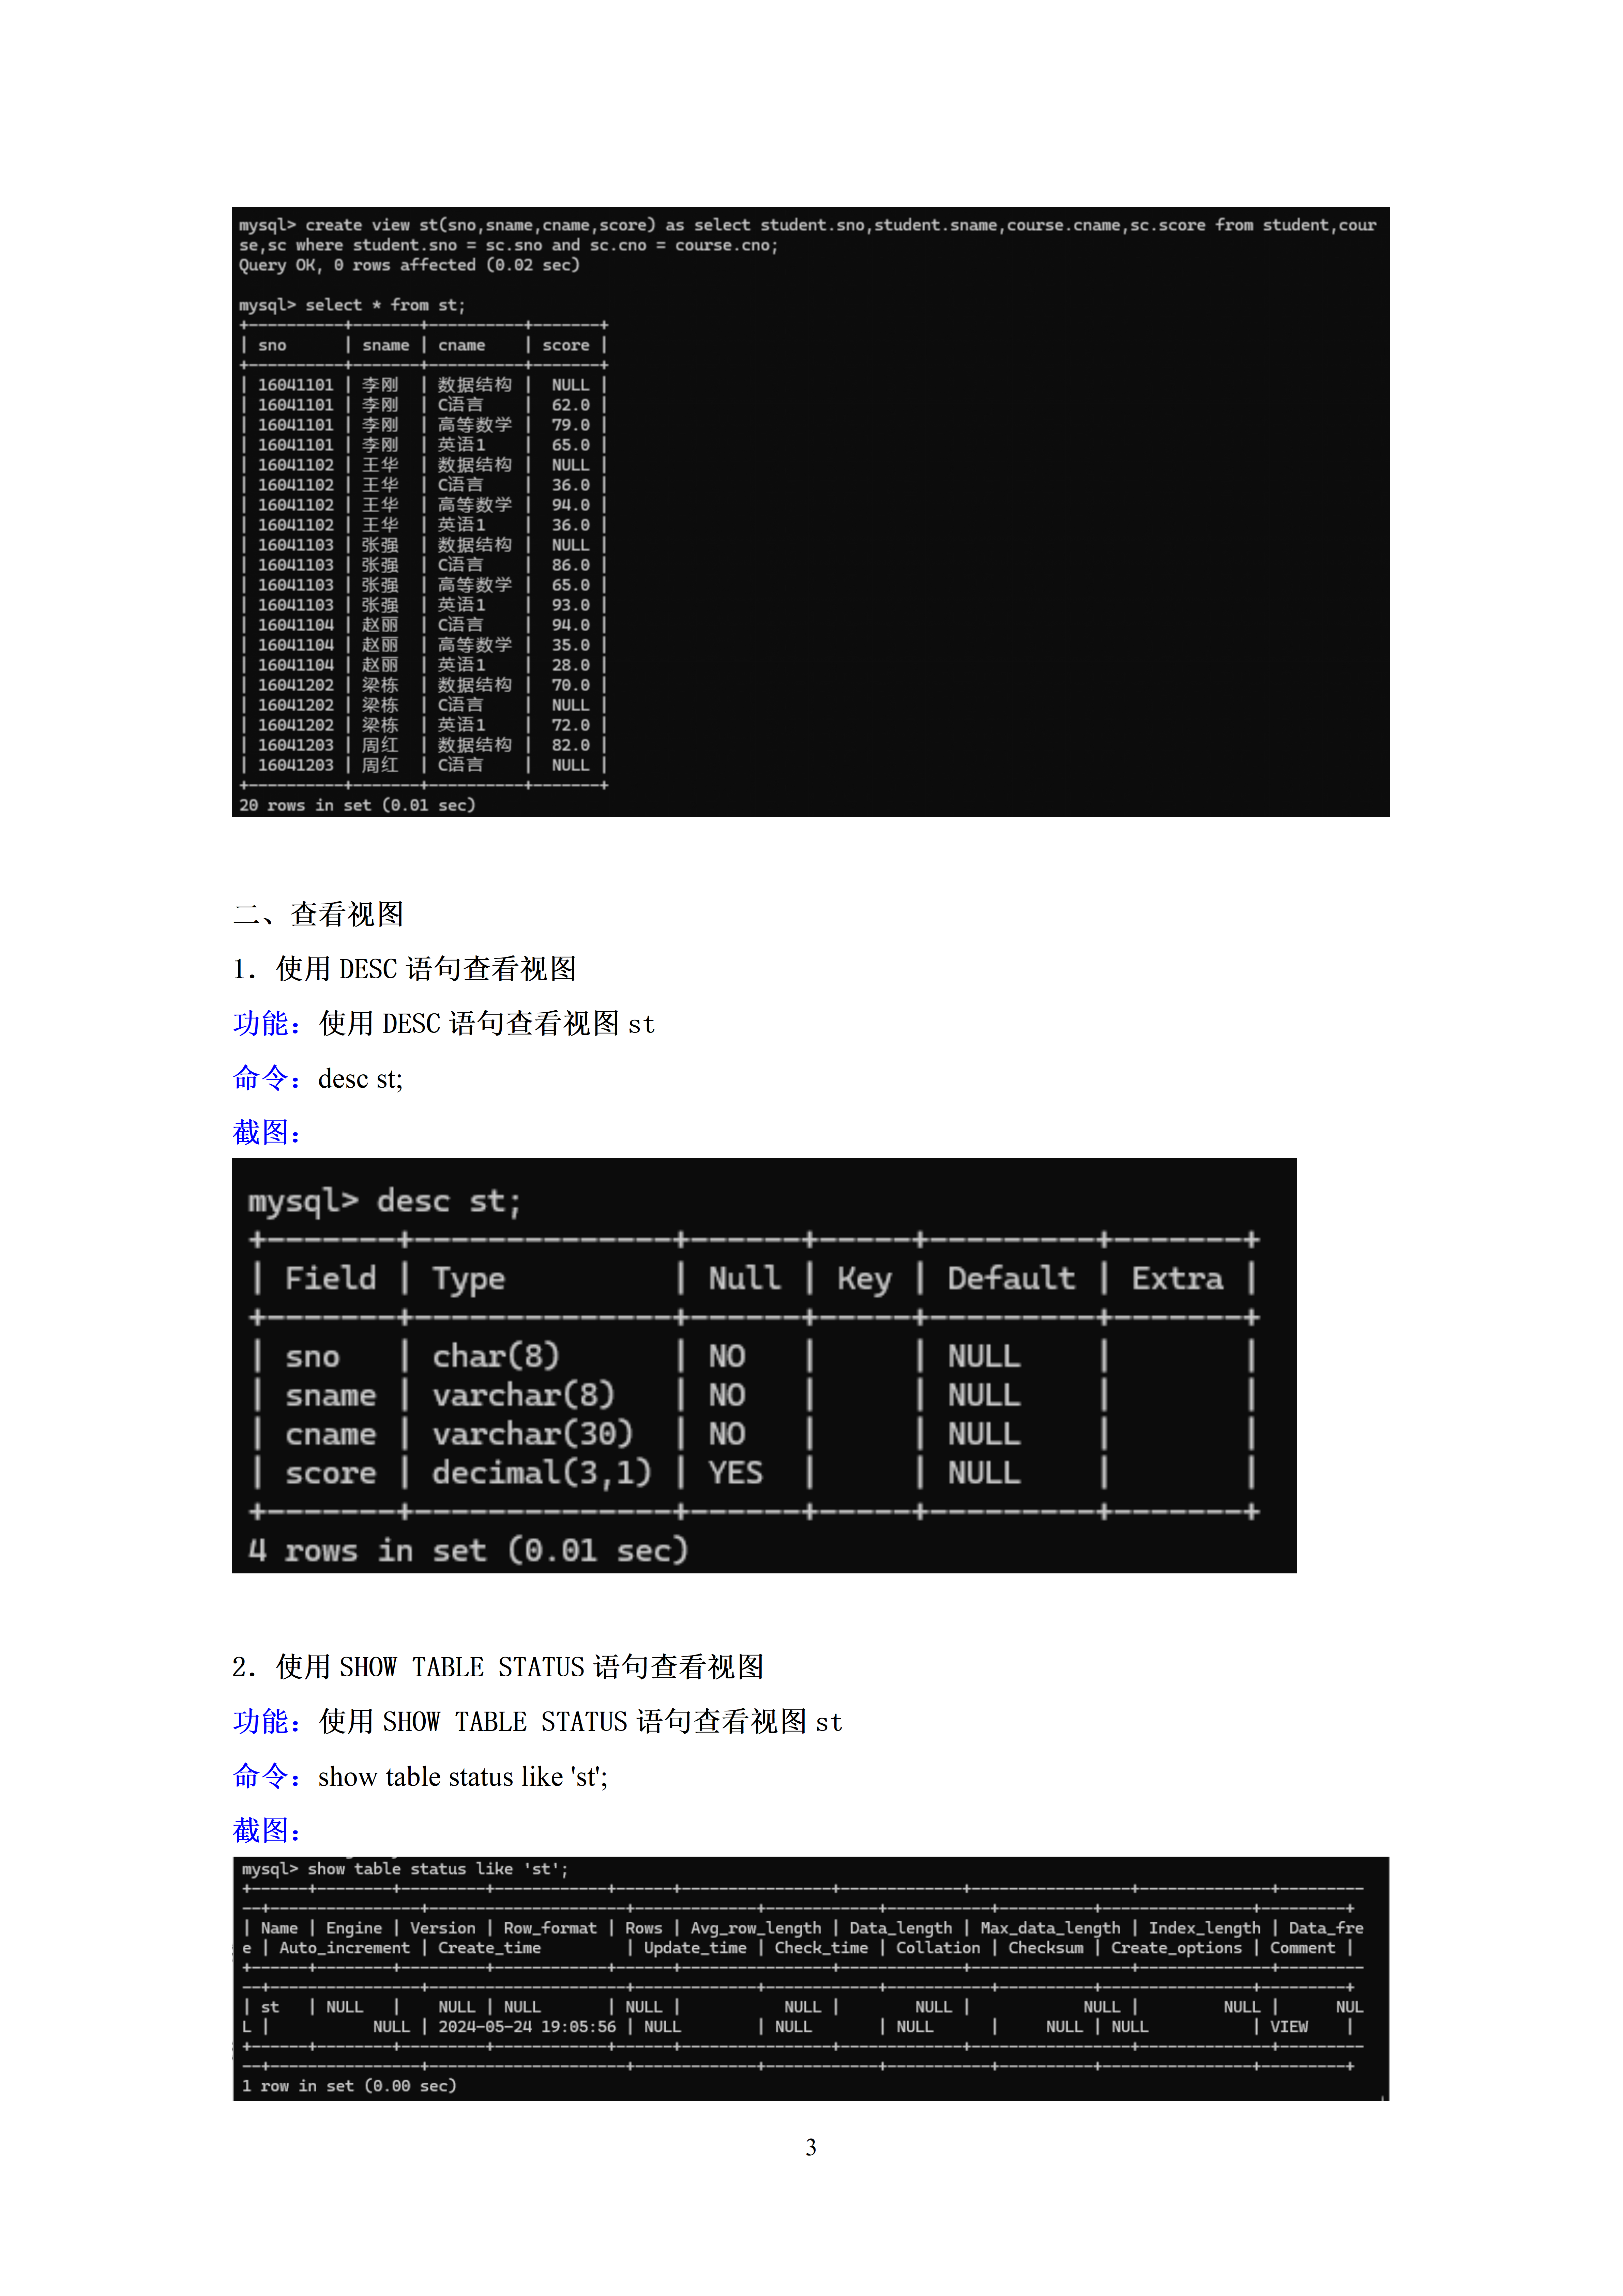 mysql> create view st(sno,sname,cname,score) as select student.sno,student.sname,course.cname,sc.score from student,cour
se,sc where student.sno = sc.sno and sc.cno = course.cno;
Query OK, 0 rows affected (0.02 sec)
mysql> select * from st;
+----------+-------+----------+-------+
| sno      | sname | cname    | score |
+----------+-------+----------+-------+
| 16041101 | 李刚  | 数据结构 |  NULL |
| 16041101 | 李刚  | C语言    |  62.0 |
| 16041101 | 李刚  | 高等数学 |  79.0 |
| 16041101 | 李刚  | 英语1    |  65.0 |
| 16041102 | 王华  | 数据结构 |  NULL |
| 16041102 | 王华  | C语言    |  36.0 |
| 16041102 | 王华  | 高等数学 |  94.0 |
| 16041102 | 王华  | 英语1    |  36.0 |
| 16041103 | 张强  | 数据结构 |  NULL |
| 16041103 | 张强  | C语言    |  86.0 |
| 16041103 | 张强  | 高等数学 |  65.0 |
| 16041103 | 张强  | 英语1    |  93.0 |
| 16041104 | 赵丽  | C语言    |  94.0 |
| 16041104 | 赵丽  | 高等数学 |  35.0 |
| 16041104 | 赵丽  | 英语1    |  28.0 |
| 16041202 | 梁栋  | 数据结构 |  70.0 |
| 16041202 | 梁栋  | C语言    |  NULL |
| 16041202 | 梁栋  | 英语1    |  72.0 |
| 16041203 | 周红  | 数据结构 |  82.0 |
| 16041203 | 周红  | C语言    |  NULL |
+----------+-------+----------+-------+
20 rows in set (0.01 sec)
二、查看视图
1. 使用 DESC 语句查看视图
功能：使用 DESC 语句查看视图 st
命令：desc st;
截图：
mysql> desc st;
+-------+--------------+------+-----+---------+-------+
| Field | Type         | Null | Key | Default | Extra |
+-------+--------------+------+-----+---------+-------+
| sno   | char(8)      | NO   |     | NULL    |       |
| sname | varchar(8)   | NO   |     | NULL    |       |
| cname | varchar(30)  | NO   |     | NULL    |       |
| score | decimal(3,1) | YES  |     | NULL    |       |
+-------+--------------+------+-----+---------+-------+
4 rows in set (0.01 sec)
2. 使用 SHOW TABLE STATUS 语句查看视图
功能：使用 SHOW TABLE STATUS 语句查看视图 st
命令：show table status like 'st';
截图：
mysql> show table status like 'st';
+------+--------+---------+------------+------+----------------+-------------+-----------------+--------------+---------
--+----------------+---------------------+-------------+------------+-----------+----------+----------------+---------+
| Name | Engine | Version | Row_format | Rows | Avg_row_length | Data_length | Max_data_length | Index_length | Data_fre
e | Auto_increment | Create_time         | Update_time | Check_time | Collation | Checksum | Create_options | Comment |
+------+--------+---------+------------+------+----------------+-------------+-----------------+--------------+---------
--+----------------+---------------------+-------------+------------+-----------+----------+----------------+---------+
| st   | NULL   |    NULL | NULL       | NULL |           NULL |        NULL |            NULL |         NULL |      NUL
L |           NULL | 2024-05-24 19:05:56 | NULL        | NULL       | NULL      |     NULL | NULL           | VIEW    |
+------+--------+---------+------------+------+----------------+-------------+-----------------+--------------+---------
--+----------------+---------------------+-------------+------------+-----------+----------+----------------+---------+
1 row in set (0.00 sec)
3